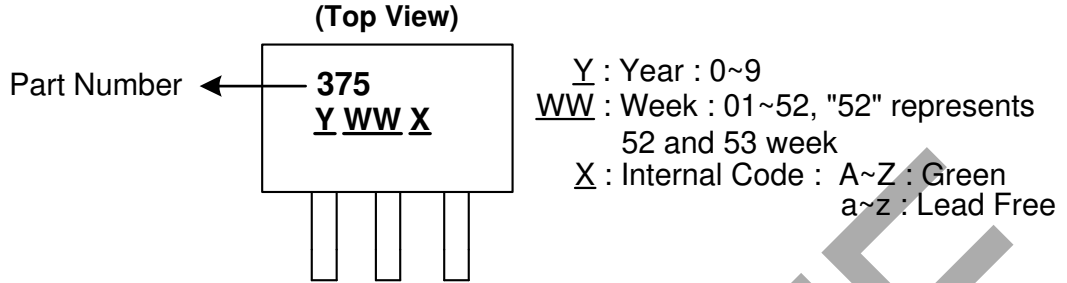 (Top View)
Part Number
375
Y WW X
Y : Year : 0~9
WW : Week : 01~52, "52" represents
52 and 53 week
X : Internal Code : A~Z : Green
a~z : Lead Free